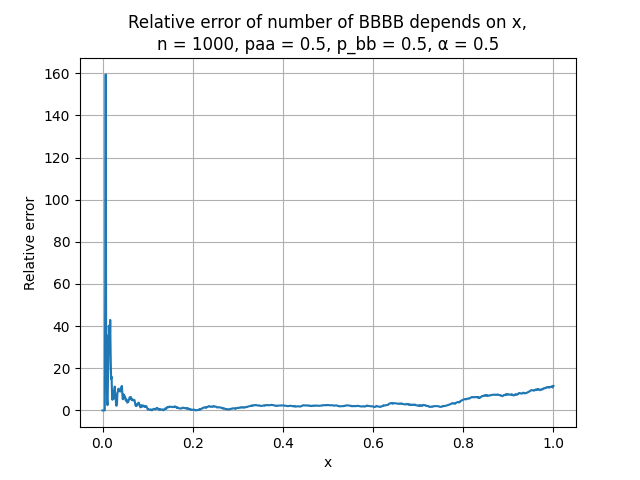 Relative error of number of BBBB depends on x,
n = 1000, paa = 0.5, p_bb = 0.5, α = 0.5
160
140
120
100
80
60
40
20
0
Relative error
0.0 0.2 0.4 0.6 0.8 1.0
x